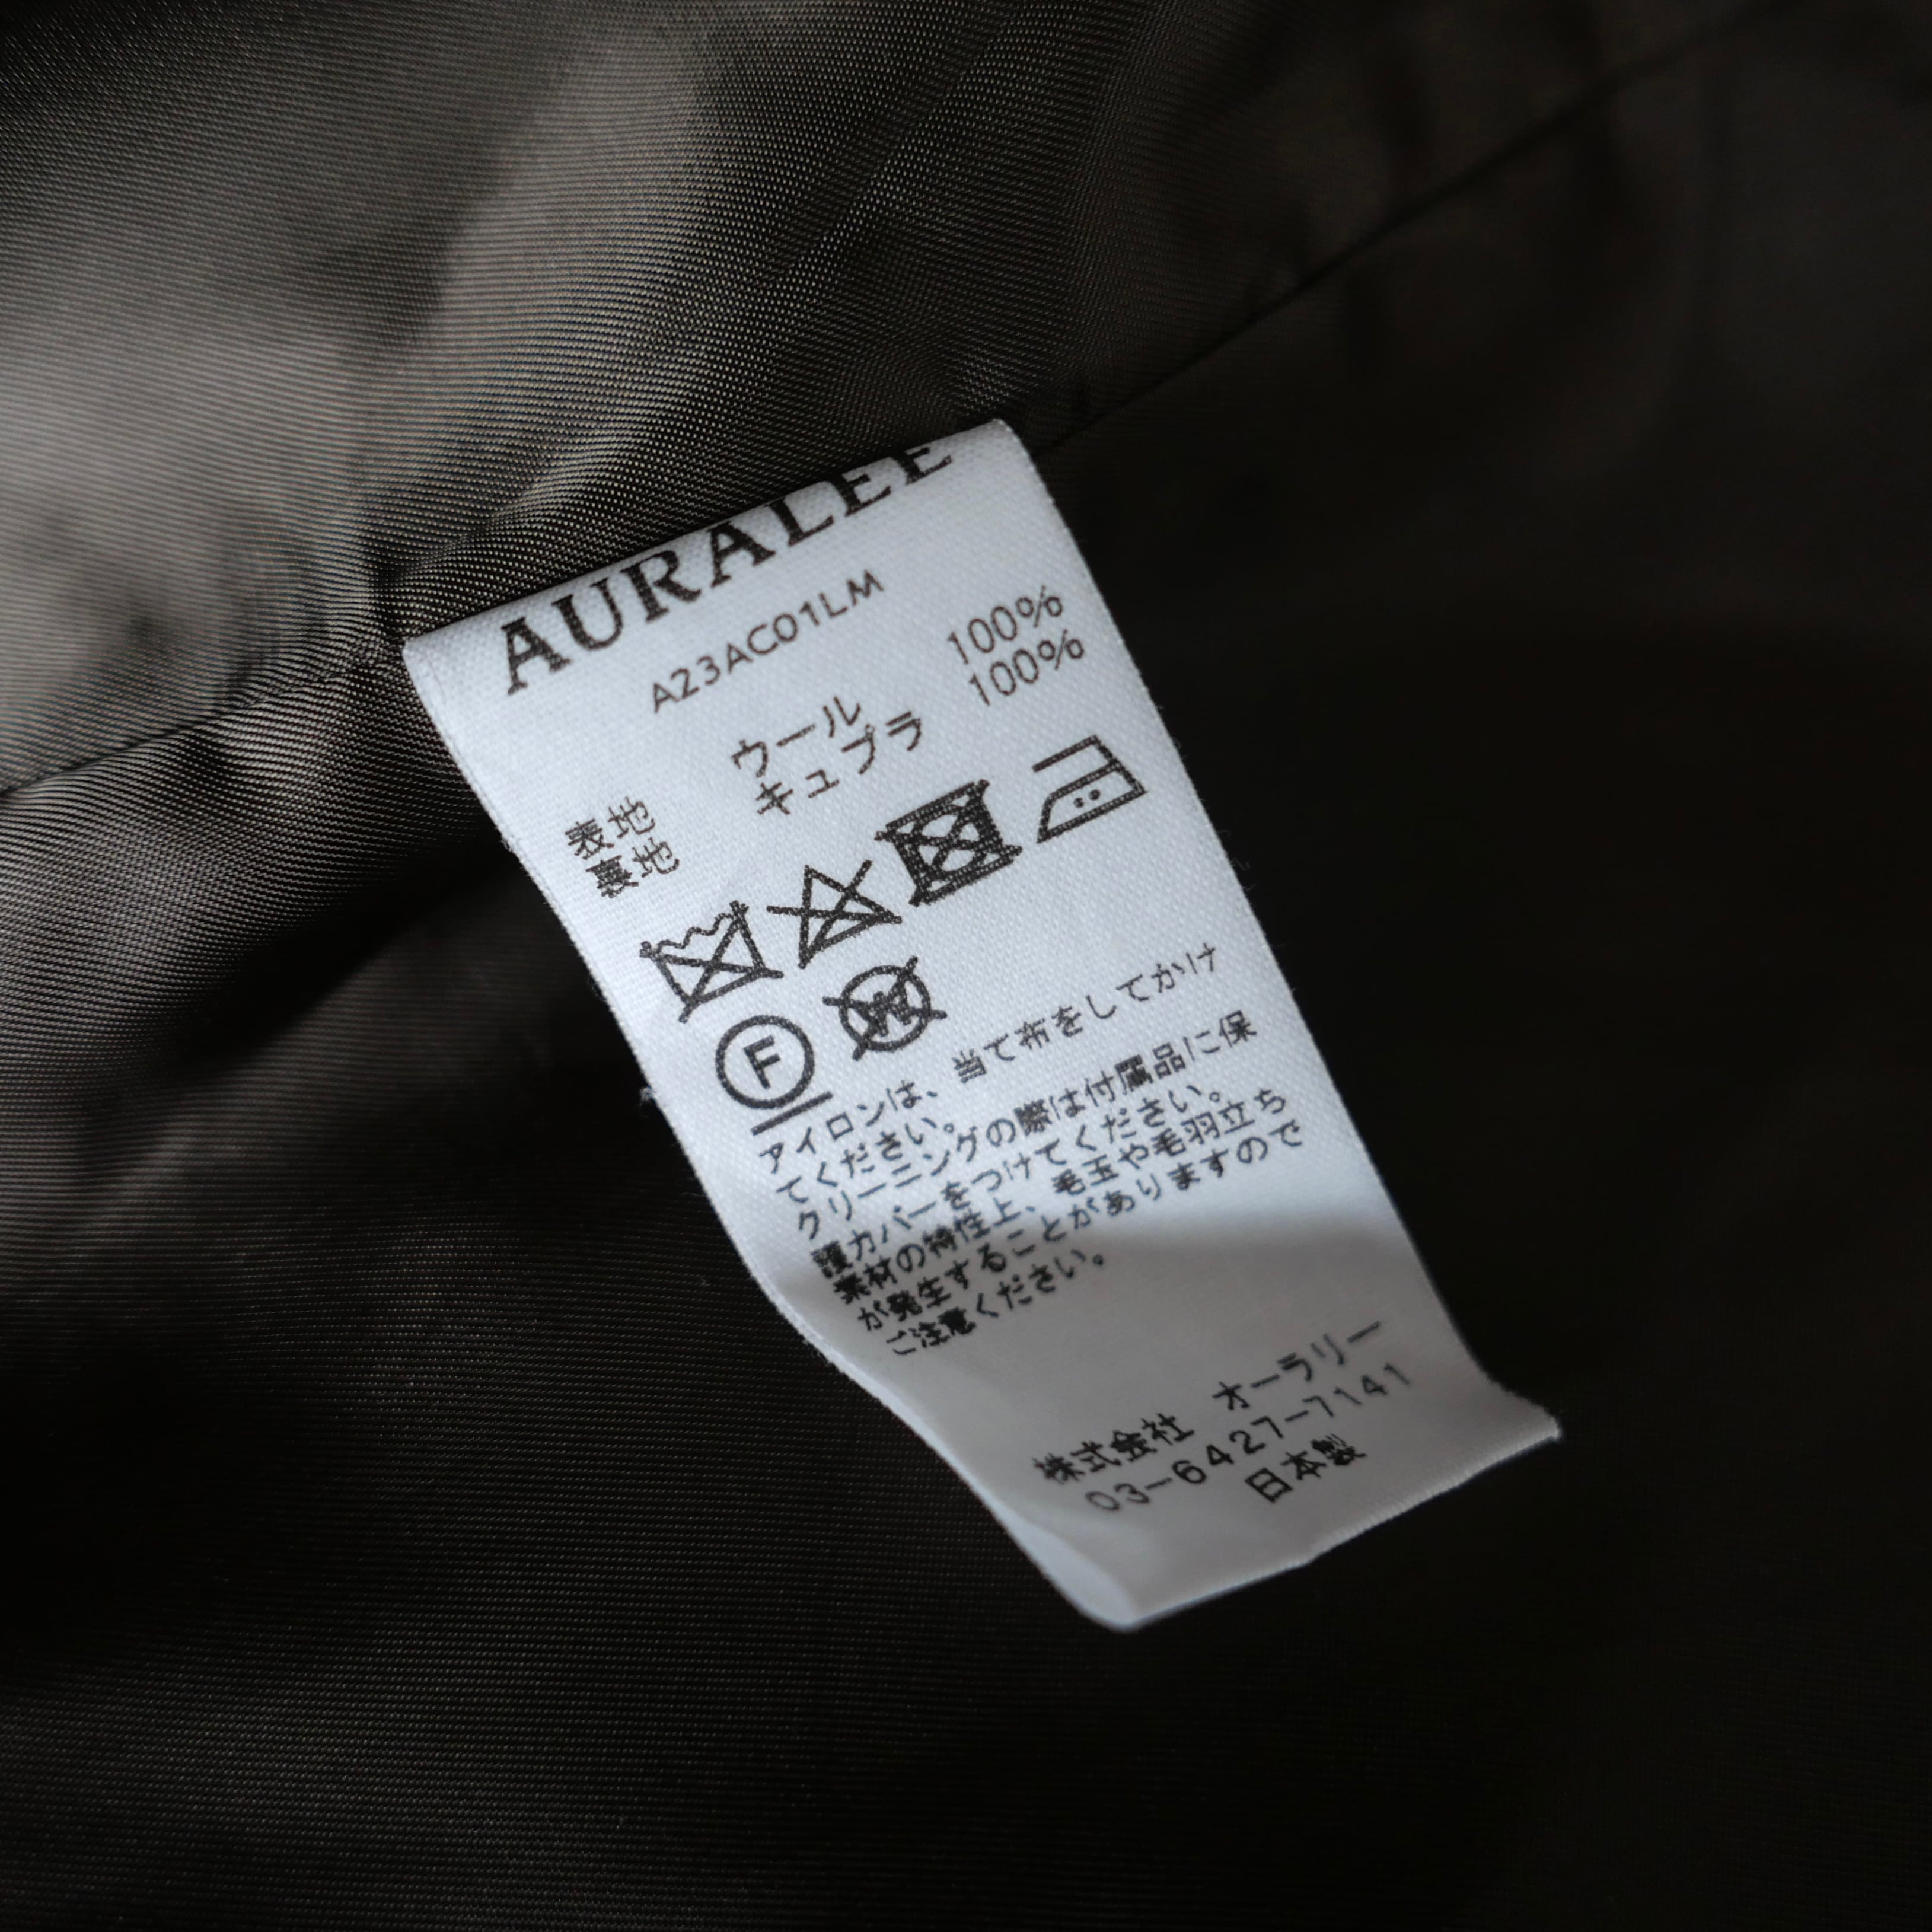 AURALEE
A23AC01LM
表地 ウール 100%
裏地 キュプラ 100%
F W
アイロンは、当て布をしてかけ
てください。
クリーニングの際は付属品に保
護カバーをつけてください。
素材の特性上、毛玉や毛羽立ち
が発生することがありますので
ご注意ください。
株式会社 オーラリー
03-6427-7141
日本製